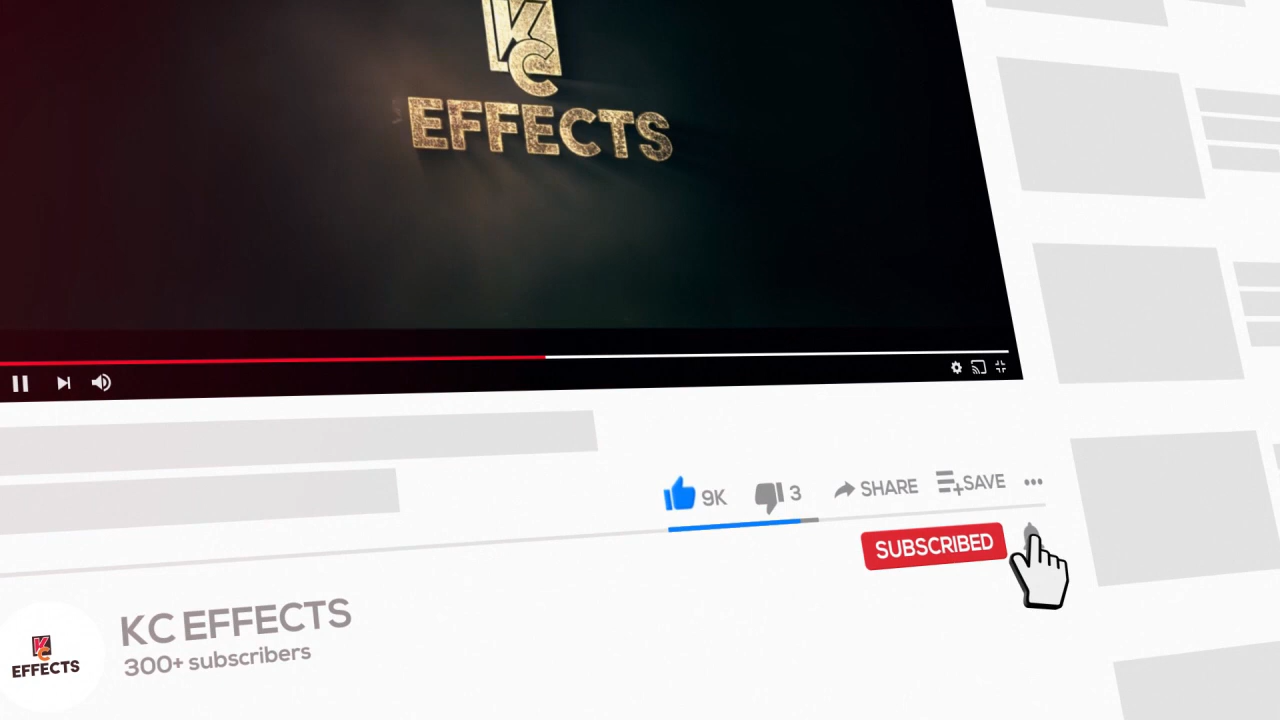 KC
EFFECTS
9K
3
SHARE
SAVE
SUBSCRIBED
KC EFFECTS
300+ subscribers
KC
EFFECTS